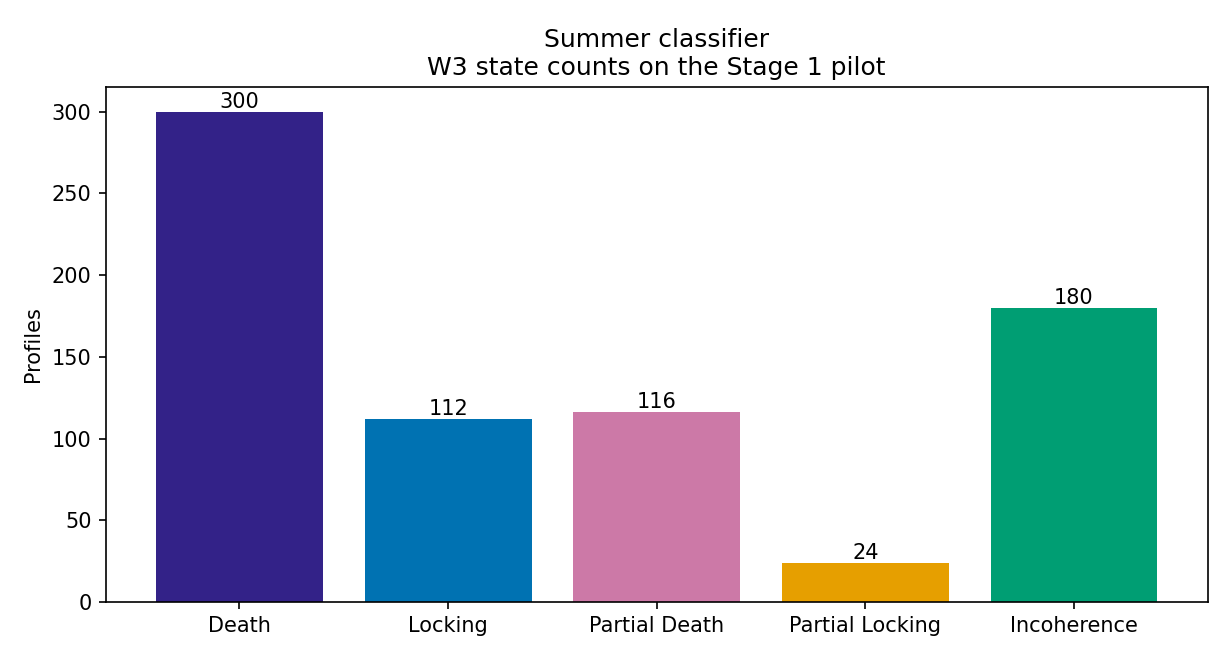 Summer classifier
W3 state counts on the Stage 1 pilot
Profiles
300
250
200
150
100
50
0
300
112
116
24
180
Death
Locking
Partial Death
Partial Locking
Incoherence